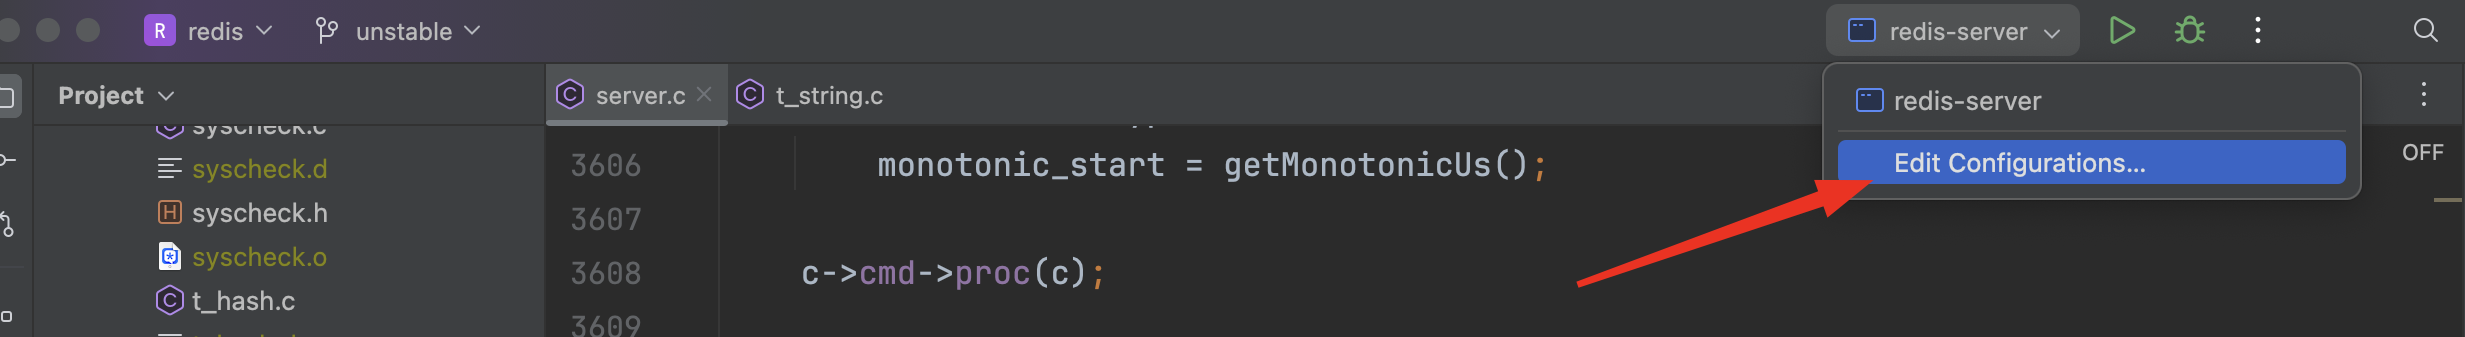 R redis unstable redis-server
Project server.c t_string.c
redis-server
Edit Configurations...
OFF
syscheck.c
syscheck.d
H syscheck.h
syscheck.o
C t_hash.c
3606 monotonic_start = getMonotonicUs();
3607
3608 c->cmd->proc(c);
3609